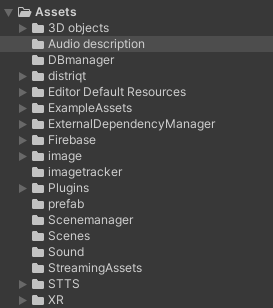 Assets
3D objects
Audio description
DBmanager
distriqt
Editor Default Resources
ExampleAssets
ExternalDependencyManager
Firebase
image
imagetracker
Plugins
prefab
Scenemanager
Scenes
Sound
StreamingAssets
STTS
XR